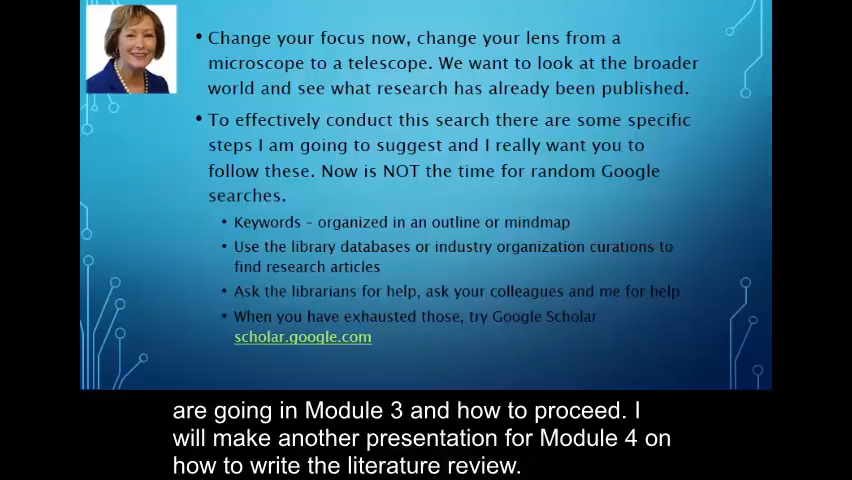 • Change your focus now, change your lens from a
microscope to a telescope. We want to look at the broader
world and see what research has already been published.
• To effectively conduct this search there are some specific
steps I am going to suggest and I really want you to
follow these. Now is NOT the time for random Google
searches.
• Keywords – organized in an outline or mindmap
• Use the library databases or industry organization curations to
find research articles
• Ask the librarians for help, ask your colleagues and me for help
• When you have exhausted those, try Google Scholar
scholar.google.com
are going in Module 3 and how to proceed. I
will make another presentation for Module 4 on
how to write the literature review.